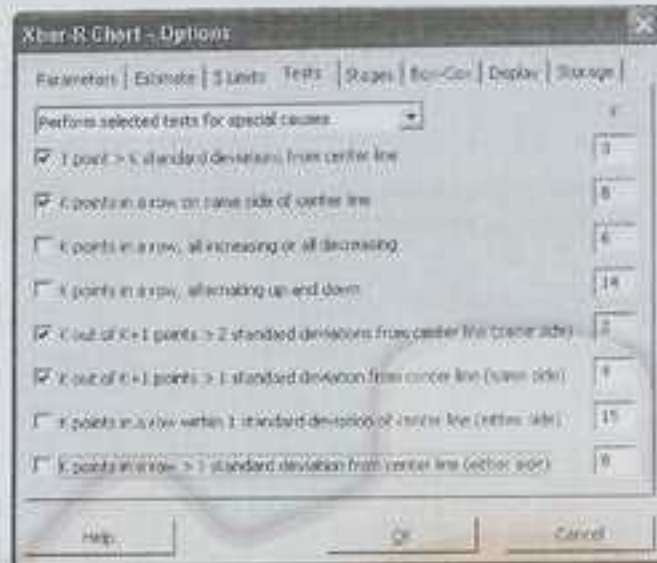 Xbar-R Chart - Options
Parameters Estimate S Limits Tests Stages Box-Cox Display Storage
Perform selected tests for special causes K
1 point > K standard deviations from center line 3
K points in a row on same side of center line 8
K points in a row, all increasing or all decreasing 6
K points in a row, alternating up and down 14
K out of K+1 points > 2 standard deviations from center line (same side) 2
K out of K+1 points > 1 standard deviation from center line (same side) 4
K points in a row within 1 standard deviation of center line (either side) 15
K points in a row > 1 standard deviation from center line (either side) 8
Help OK Cancel